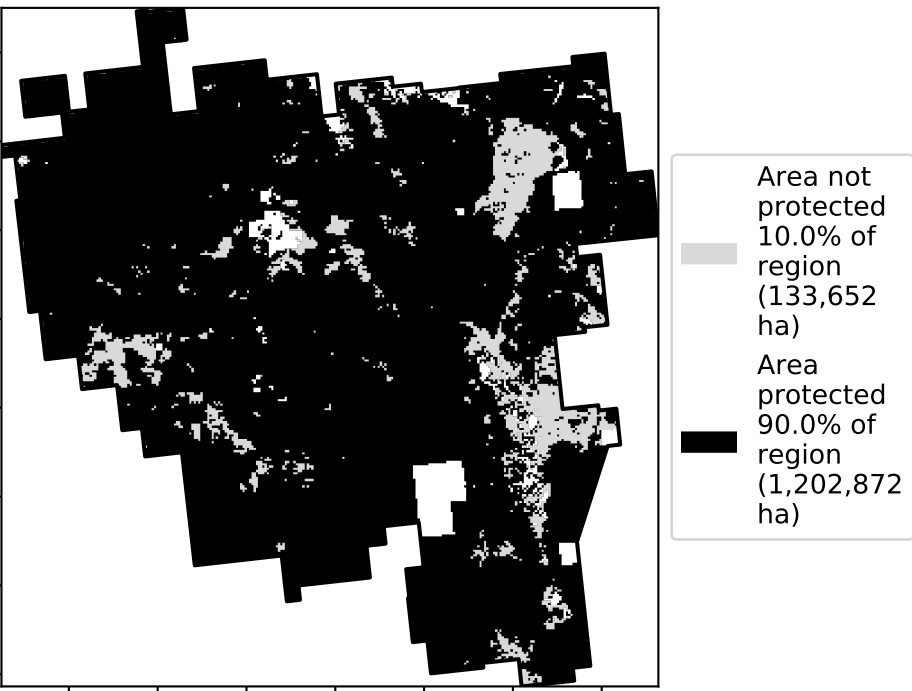 Area not
protected
10.0% of
region
(133,652
ha)
Area
protected
90.0% of
region
(1,202,872
ha)